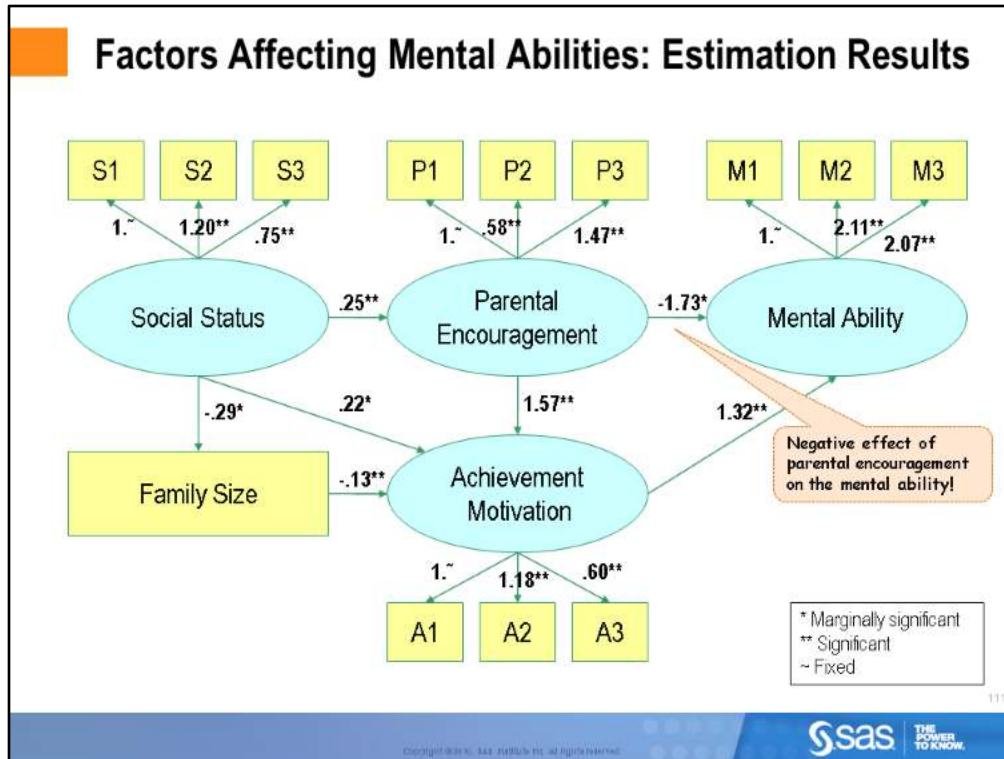 Factors Affecting Mental Abilities: Estimation Results
S1
S2
S3
P1
P2
P3
M1
M2
M3
1.~
1.20**
.75**
1.~
.58**
1.47**
1.~
2.11**
2.07**
Social Status
.25**
Parental
Encouragement
-1.73*
Mental Ability
-.29*
.22*
1.57**
1.32**
Negative effect of
parental encouragement
on the mental ability!
Family Size
-.13**
Achievement
Motivation
1.~
1.18**
.60**
A1
A2
A3
* Marginally significant
** Significant
~ Fixed
111
sas
THE
POWER
TO KNOW.